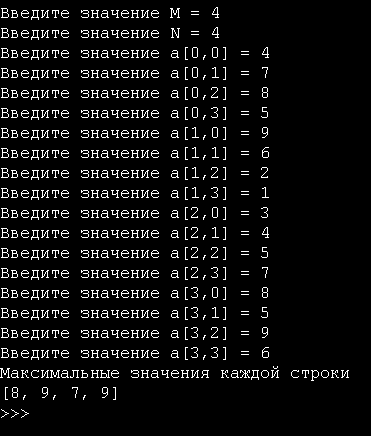 Введите значение M = 4
Введите значение N = 4
Введите значение a[0,0] = 4
Введите значение a[0,1] = 7
Введите значение a[0,2] = 8
Введите значение a[0,3] = 5
Введите значение a[1,0] = 9
Введите значение a[1,1] = 6
Введите значение a[1,2] = 2
Введите значение a[1,3] = 1
Введите значение a[2,0] = 3
Введите значение a[2,1] = 4
Введите значение a[2,2] = 5
Введите значение a[2,3] = 7
Введите значение a[3,0] = 8
Введите значение a[3,1] = 5
Введите значение a[3,2] = 9
Введите значение a[3,3] = 6
Максимальные значения каждой строки
[8, 9, 7, 9]
>>>